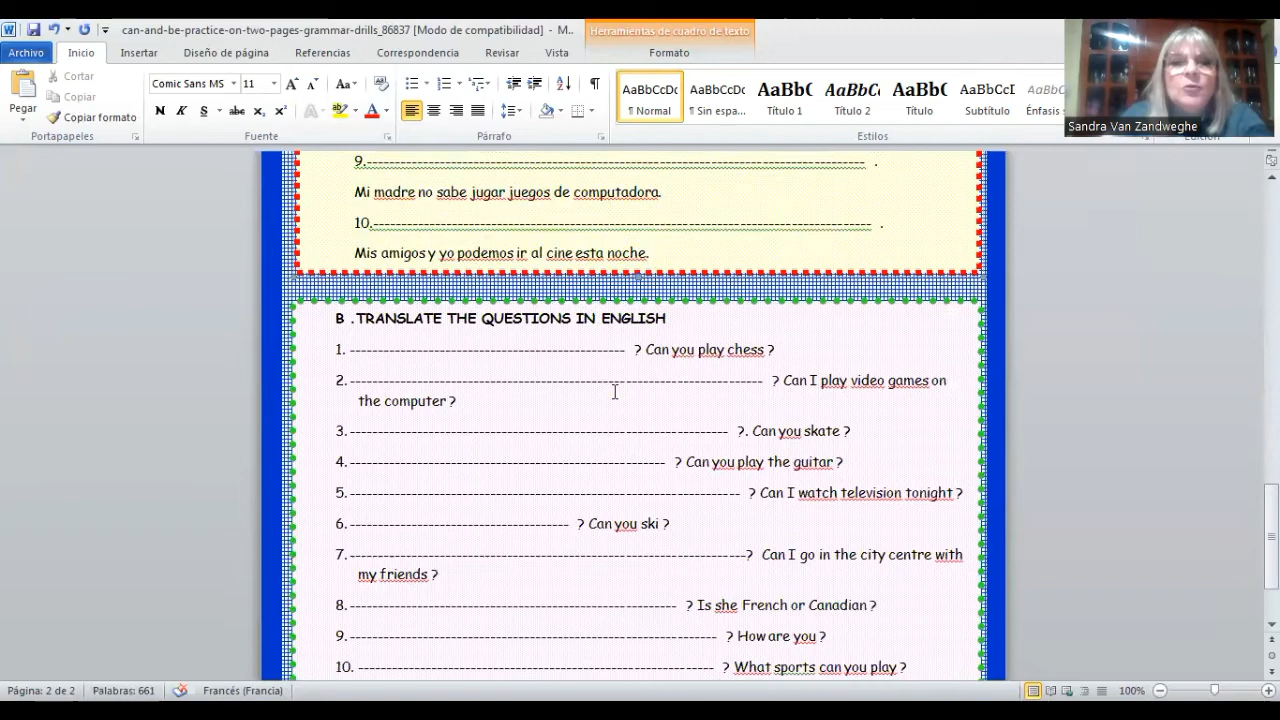 can-and-be-practice-on-two-pages-grammar-drills_86837 [Modo de compatibilidad] - M...
Herramientas de cuadro de texto
Archivo Inicio Insertar Diseño de página Referencias Correspondencia Revisar Vista Formato
Pegar
Cortar
Copiar
Copiar formato
Portapapeles
Comic Sans MS 11
Fuente
Párrafo
AaBbCcDc ¶ Normal
AaBbCcDc ¶ Sin espa...
AaBbC Título 1
AaBbCc Título 2
AaBbC Título
AaBbCcI Subtítulo
Énfasis
Estilos
Sandra Van Zandweghe
9.------------------------------------------------------------------------------ .
Mi madre no sabe jugar juegos de computadora.
10.------------------------------------------------------------------------------ .
Mis amigos y yo podemos ir al cine esta noche.
B .TRANSLATE THE QUESTIONS IN ENGLISH
1. ------------------------------------------- ? Can you play chess ?
2. ----------------------------------------------------------------- ? Can I play video games on
the computer ?
3. ----------------------------------------------------------- ?. Can you skate ?
4. ------------------------------------------------- ? Can you play the guitar ?
5. ------------------------------------------------------------- ? Can I watch television tonight ?
6. ---------------------------------- ? Can you ski ?
7. --------------------------------------------------------------? Can I go in the city centre with
my friends ?
8. --------------------------------------------------- ? Is she French or Canadian ?
9. --------------------------------------------------------- ? How are you ?
10. -------------------------------------------------------- ? What sports can you play ?
Página: 2 de 2 Palabras: 661 Francés (Francia) 100%